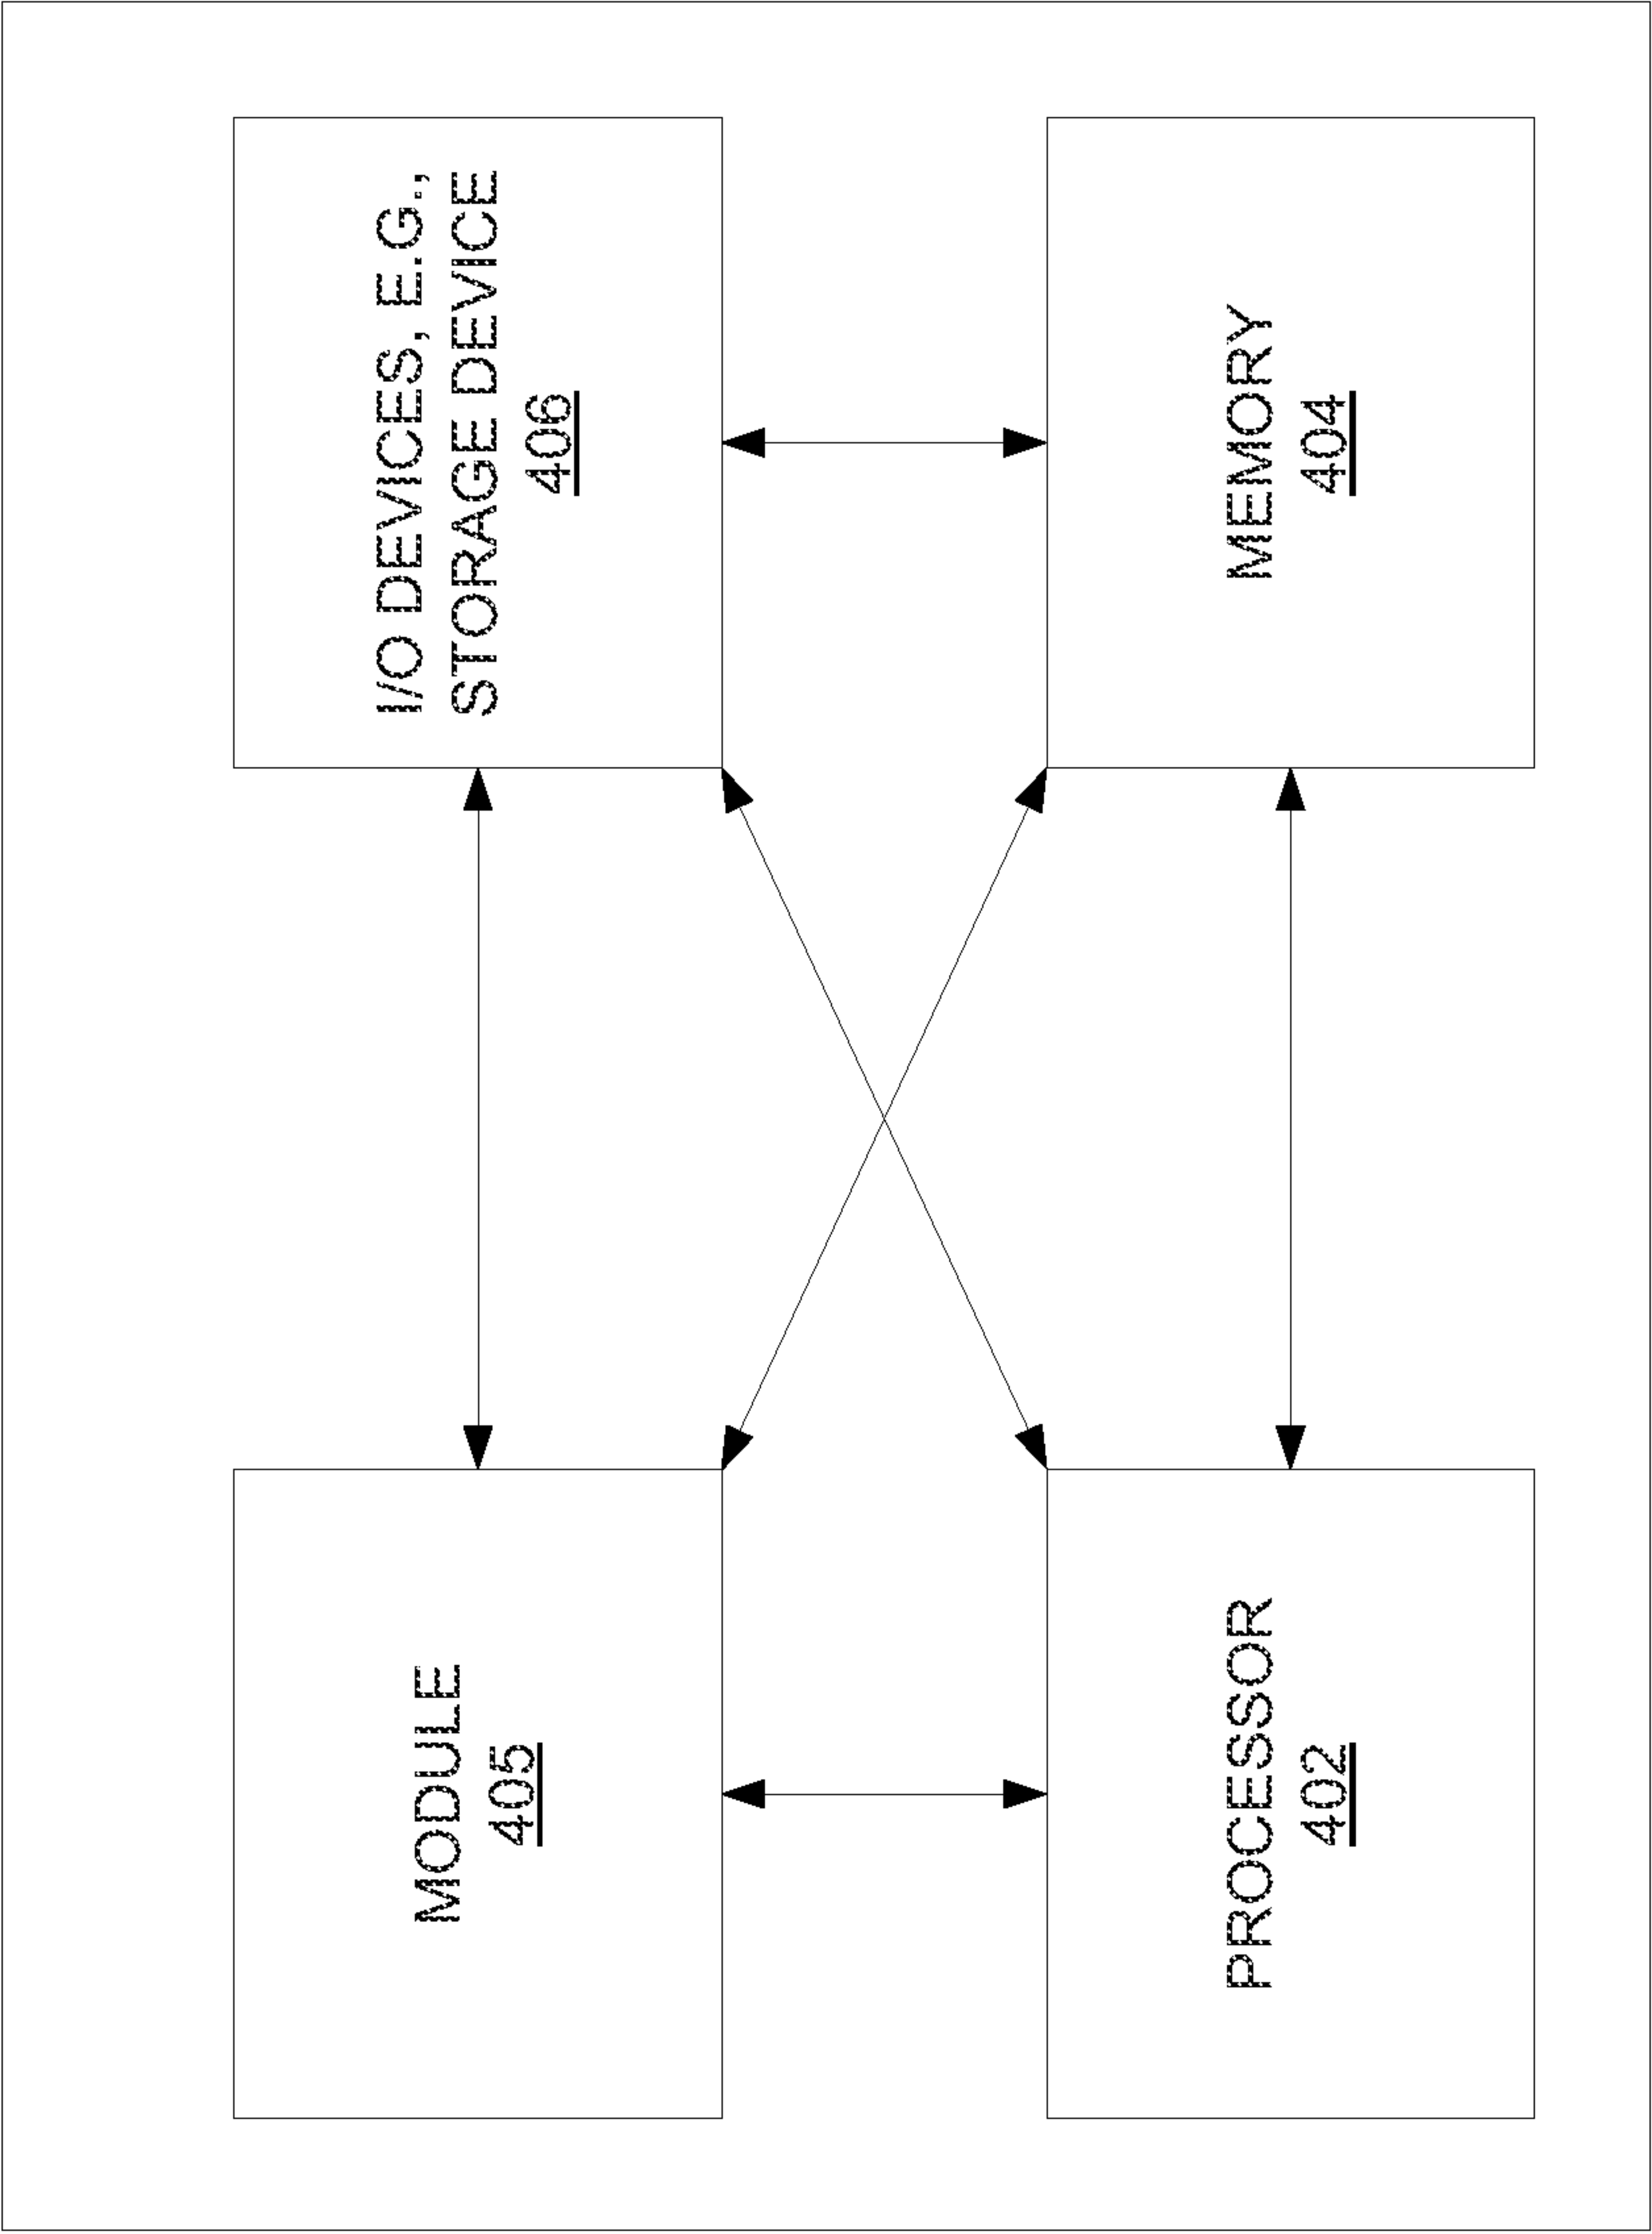 MODULE
405
I/O DEVICES, E.G.,
STORAGE DEVICE
406
PROCESSOR
402
MEMORY
404